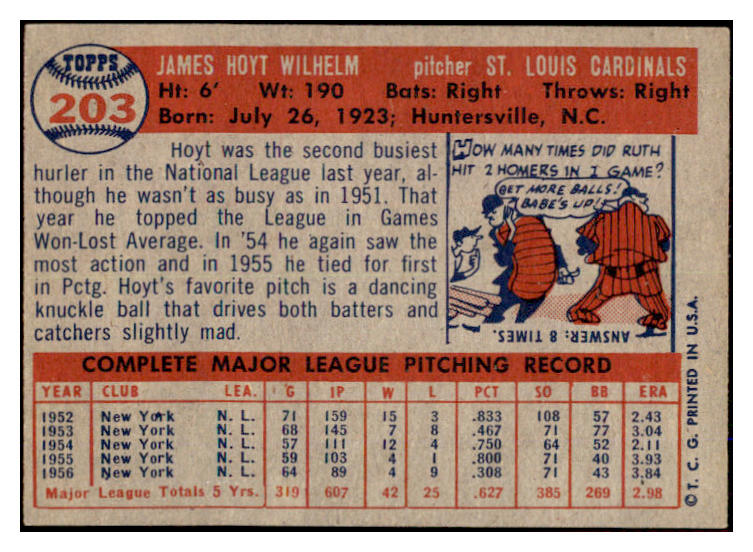 TOPPS
203
JAMES HOYT WILHELM pitcher ST. LOUIS CARDINALS
Ht: 6' Wt: 190 Bats: Right Throws: Right
Born: July 26, 1923; Huntersville, N.C.
Hoyt was the second busiest
hurler in the National League last year, al-
though he wasn't as busy as in 1951. That
year he topped the League in Games
Won-Lost Average. In '54 he again saw the
most action and in 1955 he tied for first
in Pctg. Hoyt's favorite pitch is a dancing
knuckle ball that drives both batters and
catchers slightly mad.
HOW MANY TIMES DID RUTH
HIT 2 HOMERS IN 1 GAME?
GET MORE BALLS!
BABE'S UP!
ANSWER: 8 TIMES.
COMPLETE MAJOR LEAGUE PITCHING RECORD
YEAR CLUB LEA. G IP W L PCT SO BB ERA
1952 New York N. L. 71 159 15 3 .833 108 57 2.43
1953 New York N. L. 68 145 7 8 .467 71 77 3.04
1954 New York N. L. 57 111 12 4 .750 64 52 2.11
1955 New York N. L. 59 103 4 1 .800 71 40 3.93
1956 New York N. L. 64 89 4 9 .308 71 43 3.84
Major League Totals 5 Yrs. 319 607 42 25 .627 385 269 2.98
© T. C. G. PRINTED IN U.S.A.